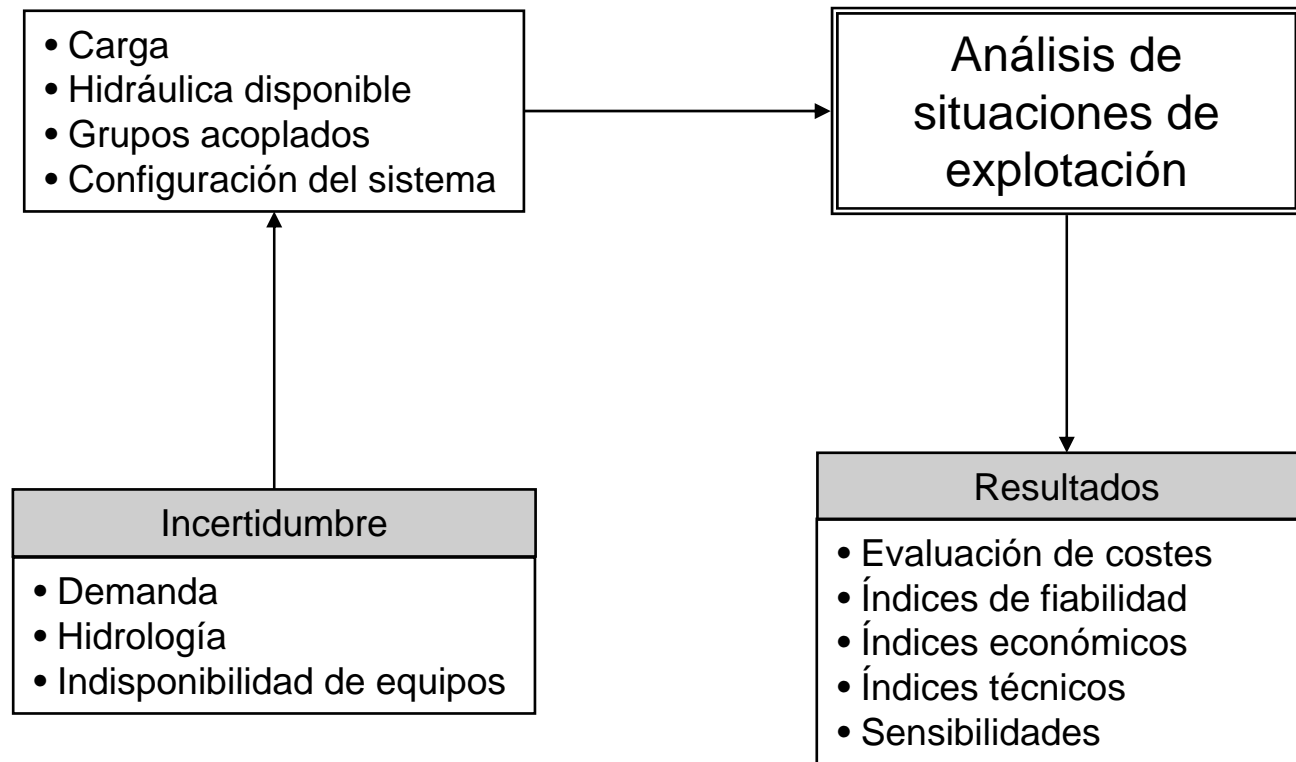 • Carga
• Hidráulica disponible
• Grupos acoplados
• Configuración del sistema
Análisis de
situaciones de
explotación
Incertidumbre
• Demanda
• Hidrología
• Indisponibilidad de equipos
Resultados
• Evaluación de costes
• Índices de fiabilidad
• Índices económicos
• Índices técnicos
• Sensibilidades